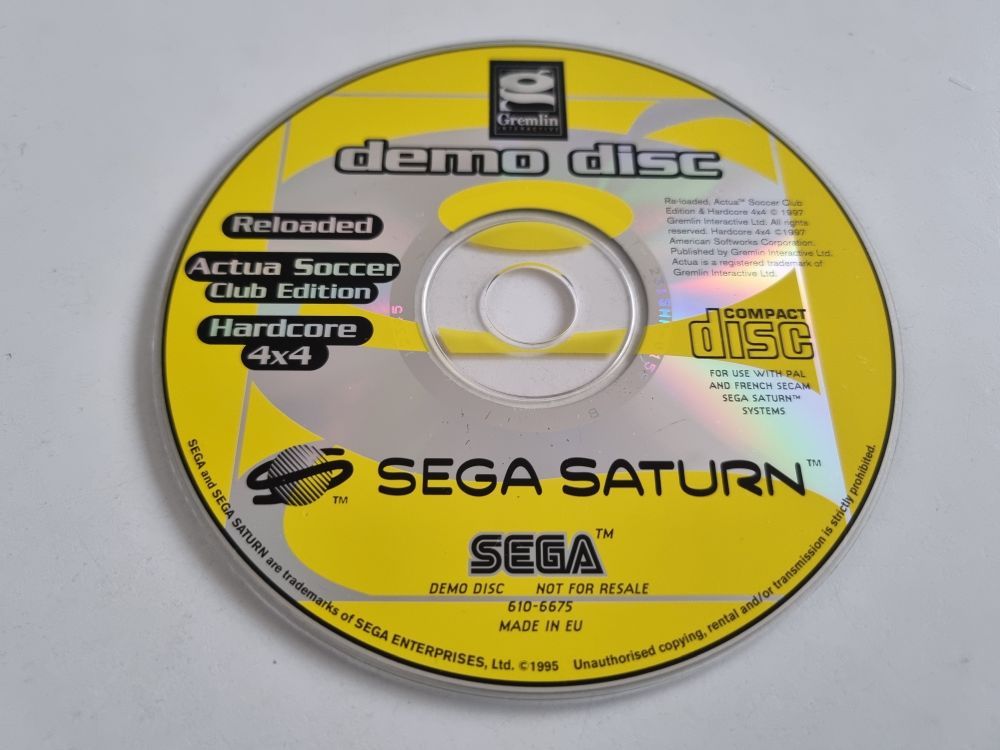 Gremlin
INTERACTIVE
demo disc
Reloaded
Actua Soccer
Club Edition
Hardcore
4x4
Re-loaded, Actua™ Soccer Club
Edition & Hardcore 4x4 © 1997
Gremlin Interactive Ltd. All rights
reserved. Hardcore 4x4 ©1997
American Softworks Corporation.
Published by Gremlin Interactive Ltd.
Actua is a registered trademark of
Gremlin Interactive Ltd.
COMPACT
disc
FOR USE WITH PAL
AND FRENCH SECAM
SEGA SATURN™
SYSTEMS
TM
SEGA SATURN™
SEGA™
DEMO DISC NOT FOR RESALE
610-6675
MADE IN EU
SEGA and SEGA SATURN are trademarks of SEGA ENTERPRISES, Ltd. ©1995 Unauthorised copying, rental and/or transmission is strictly prohibited.